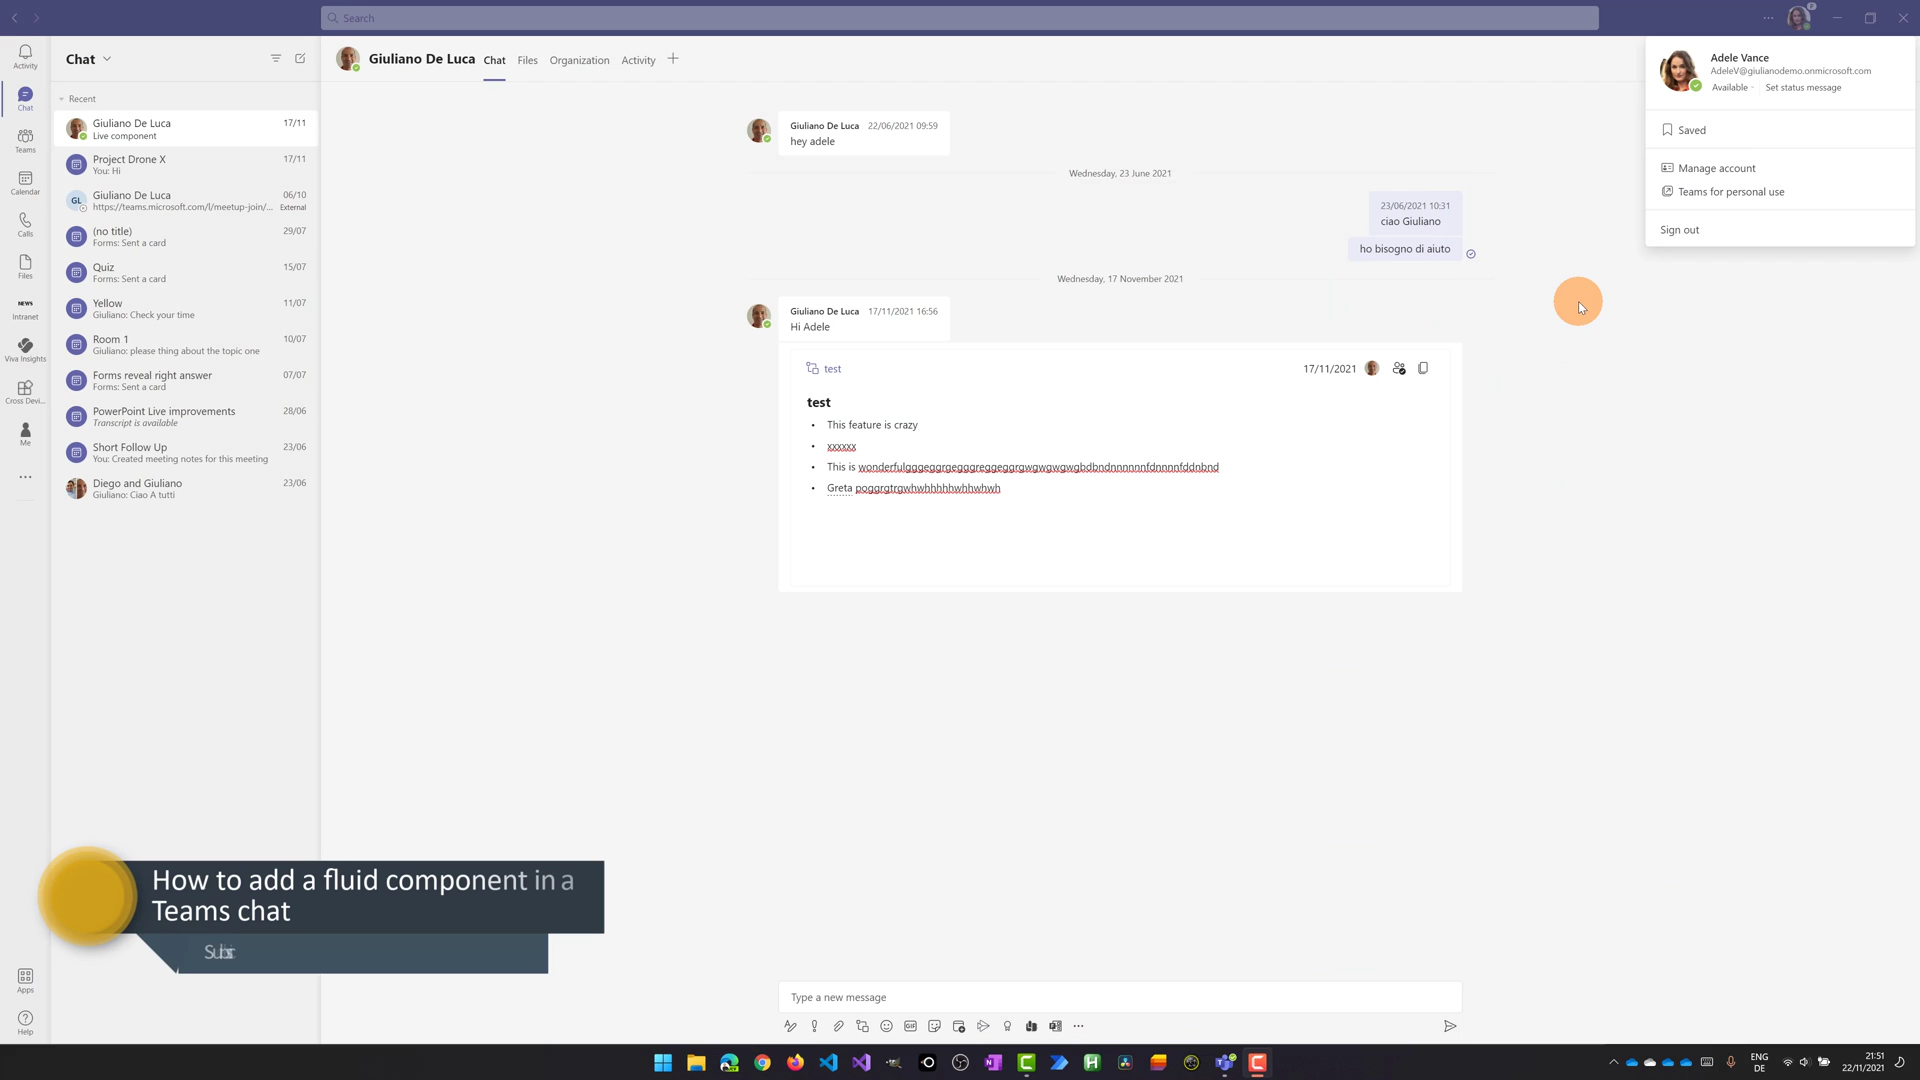 Search
Activity
Chat
Teams
Calendar
Calls
Files
NEWS
Intranet
Viva Insights
Cross Devi...
Me
Apps
Help
Chat
Recent
Giuliano De Luca 17/11
Live component
Project Drone X 17/11
You: Hi
GL
Giuliano De Luca 06/10
https://teams.microsoft.com/l/meetup-join/... External
(no title) 29/07
Forms: Sent a card
Quiz 15/07
Forms: Sent a card
Yellow 11/07
Giuliano: Check your time
Room 1 10/07
Giuliano: please thing about the topic one
Forms reveal right answer 07/07
Forms: Sent a card
PowerPoint Live improvements 28/06
Transcript is available
Short Follow Up 23/06
You: Created meeting notes for this meeting
Diego and Giuliano 23/06
Giuliano: Ciao A tutti
Giuliano De Luca Chat Files Organization Activity
Giuliano De Luca 22/06/2021 09:59
hey adele
Wednesday, 23 June 2021
23/06/2021 10:31
ciao Giuliano
ho bisogno di aiuto
Wednesday, 17 November 2021
Giuliano De Luca 17/11/2021 16:56
Hi Adele
test 17/11/2021
test
This feature is crazy
xxxxxx
This is wonderfulgggeggrgegggreggeggrgwgwgwgwgbdbndnnnnnnfdnnnnfddnbnd
Greta poggrgtrgwhwhhhhhwhhwhwh
Type a new message
GIF
Adele Vance
AdeleV@giulianodemo.onmicrosoft.com
Available Set status message
Saved
Manage account
Teams for personal use
Sign out
How to add a fluid component in a
Teams chat
ENG
DE
21:51
22/11/2021